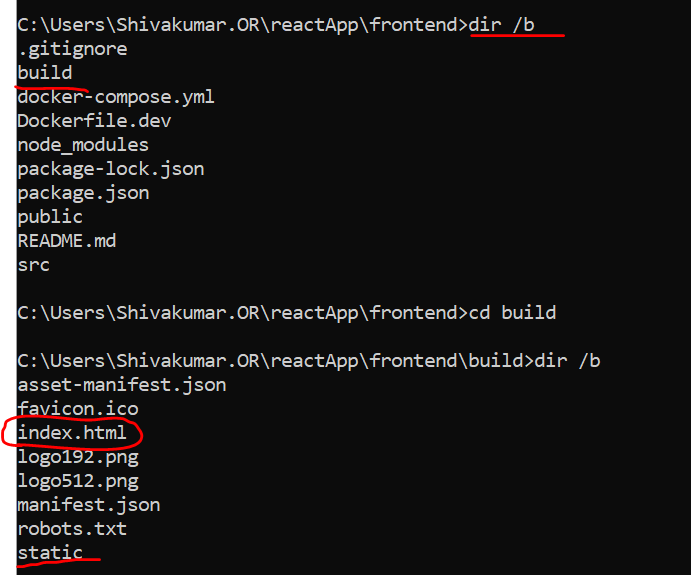 C:\Users\Shivakumar.OR\reactApp\frontend>dir /b
.gitignore
build
docker-compose.yml
Dockerfile.dev
node_modules
package-lock.json
package.json
public
README.md
src
C:\Users\Shivakumar.OR\reactApp\frontend>cd build
C:\Users\Shivakumar.OR\reactApp\frontend\build>dir /b
asset-manifest.json
favicon.ico
index.html
logo192.png
logo512.png
manifest.json
robots.txt
static